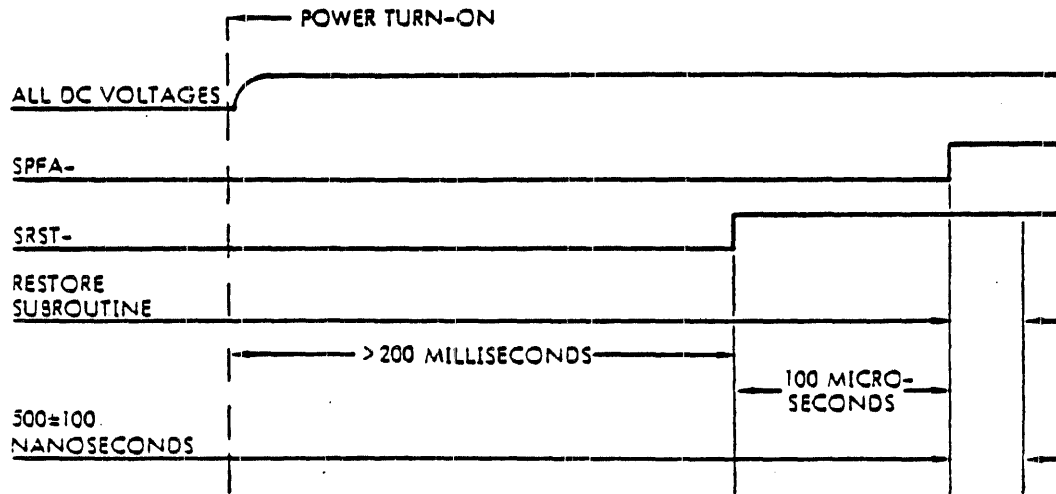 POWER TURN-ON
ALL DC VOLTAGES
SPFA-
SRST-
RESTORE
SUBROUTINE
>200 MILLISECONDS
100 MICRO-
SECONDS
500±100
NANOSECONDS